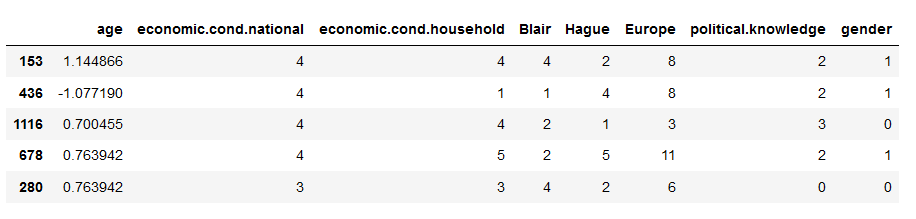 age economic.cond.national economic.cond.household Blair Hague Europe political.knowledge gender
153 1.144866 4 4 4 2 8 2 1
436 -1.077190 4 1 1 4 8 2 1
1116 0.700455 4 4 2 1 3 3 0
678 0.763942 4 5 2 5 11 2 1
280 0.763942 3 3 4 2 6 0 0